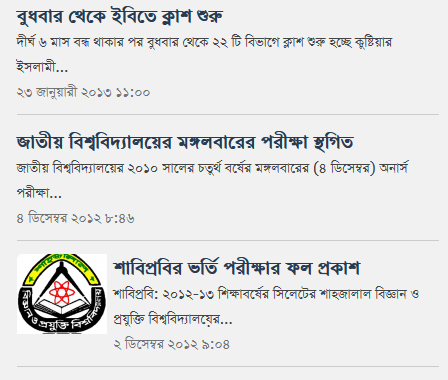 বুধবার থেকে ইবিতে ক্লাশ শুরু
দীর্ঘ ৬ মাস বন্ধ থাকার পর বুধবার থেকে ২২ টি বিভাগে ক্লাশ শুরু হচ্ছে কুষ্টিয়ার
ইসলামী...
২৩ জানুয়ারী ২০১৩ ১১:০০
জাতীয় বিশ্ববিদ্যালয়ের মঙ্গলবারের পরীক্ষা স্থগিত
জাতীয় বিশ্ববিদ্যালয়ের ২০১০ সালের চতুর্থ বর্ষের মঙ্গলবারের (৪ ডিসেম্বর) অনার্স
পরীক্ষা...
৪ ডিসেম্বর ২০১২ ৮:৪৬
শাবিপ্রবির ভর্তি পরীক্ষার ফল প্রকাশ
শাবিপ্রবি: ২০১২-১৩ শিক্ষাবর্ষের সিলেটের শাহজালাল বিজ্ঞান ও
প্রযুক্তি বিশ্ববিদ্যালয়ের...
২ ডিসেম্বর ২০১২ ৯:০৪